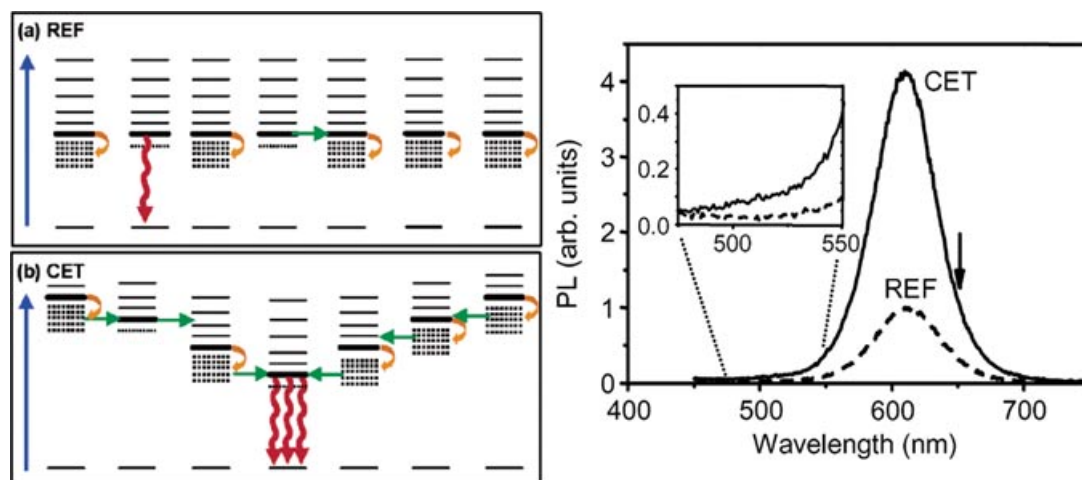 (a) REF
(b) CET
CET
REF
PL (arb. units)
4
3
2
1
0
400 500 600 700
Wavelength (nm)
0.4
0.2
0.0
500 550